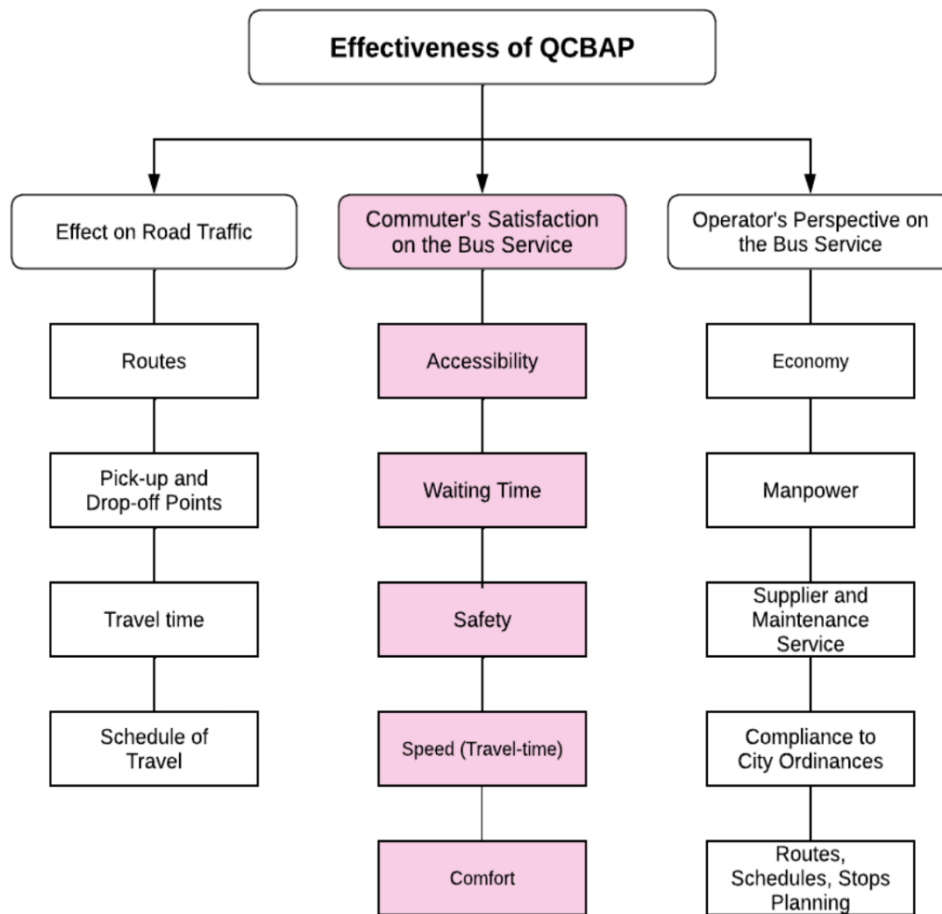 Effectiveness of QCBAP
Effect on Road Traffic
Commuter's Satisfaction
on the Bus Service
Operator's Perspective on
the Bus Service
Routes
Pick-up and
Drop-off Points
Travel time
Schedule of
Travel
Accessibility
Waiting Time
Safety
Speed (Travel-time)
Comfort
Economy
Manpower
Supplier and
Maintenance
Service
Compliance to
City Ordinances
Routes,
Schedules, Stops
Planning